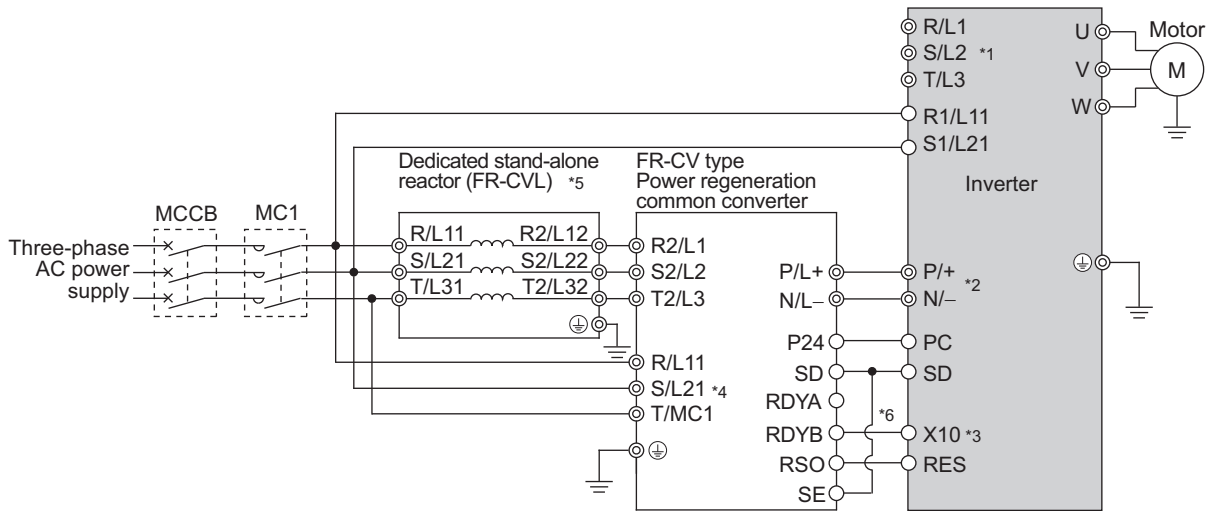 R/L1
S/L2 *1
T/L3
R1/L11
S1/L21
Inverter
U
V
W
Motor
M
Dedicated stand-alone
reactor (FR-CVL) *5
FR-CV type
Power regeneration
common converter
MCCB
MC1
Three-phase
AC power
supply
R/L11
R2/L12
S/L21
S2/L22
T/L31
T2/L32
R2/L1
S2/L2
T2/L3
P/L+
N/L−
P/+
N/−
*2
P24
PC
SD
SD
RDYA
*6
RDYB
X10 *3
RSO
RES
SE
R/L11
S/L21 *4
T/MC1